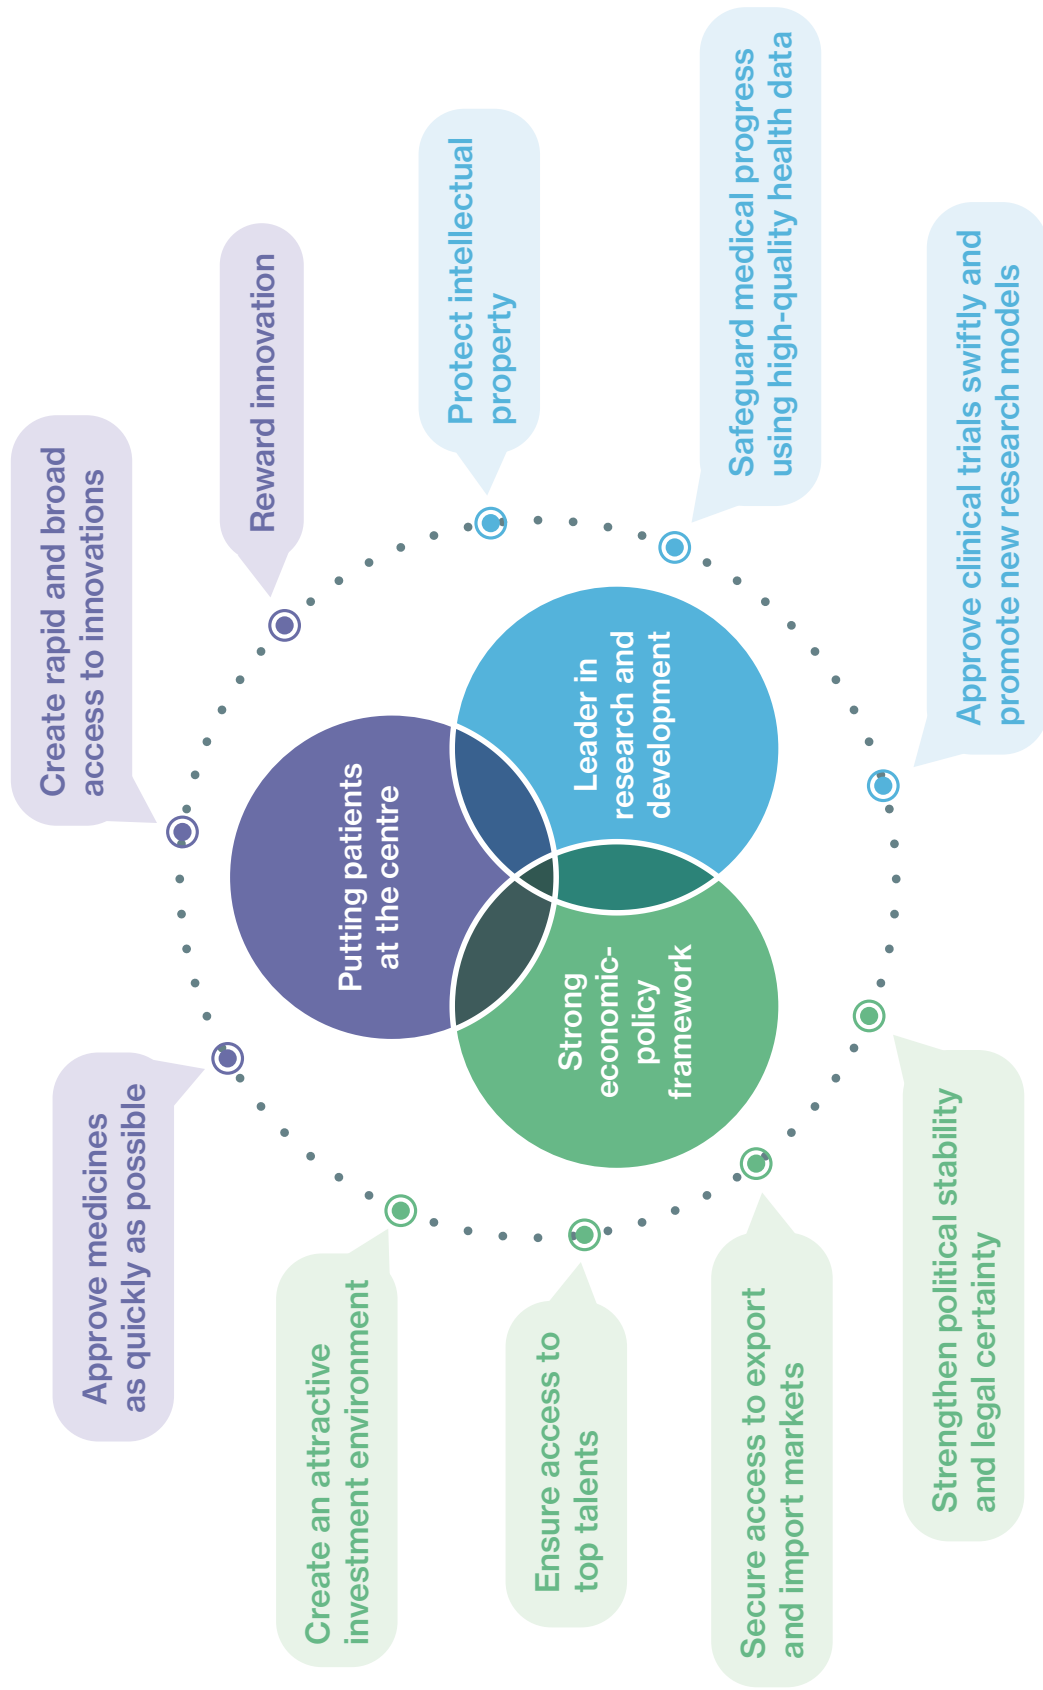 Create rapid and broad
access to innovations
Reward innovation
Approve medicines
as quickly as possible
Protect intellectual
property
Create an attractive
investment environment
Putting patients
at the centre
Safeguard medical progress
using high-quality health data
Ensure access to
top talents
Strong
economic-
policy
framework
Leader in
research and
development
Secure access to export
and import markets
Approve clinical trials swiftly and
promote new research models
Strengthen political stability
and legal certainty